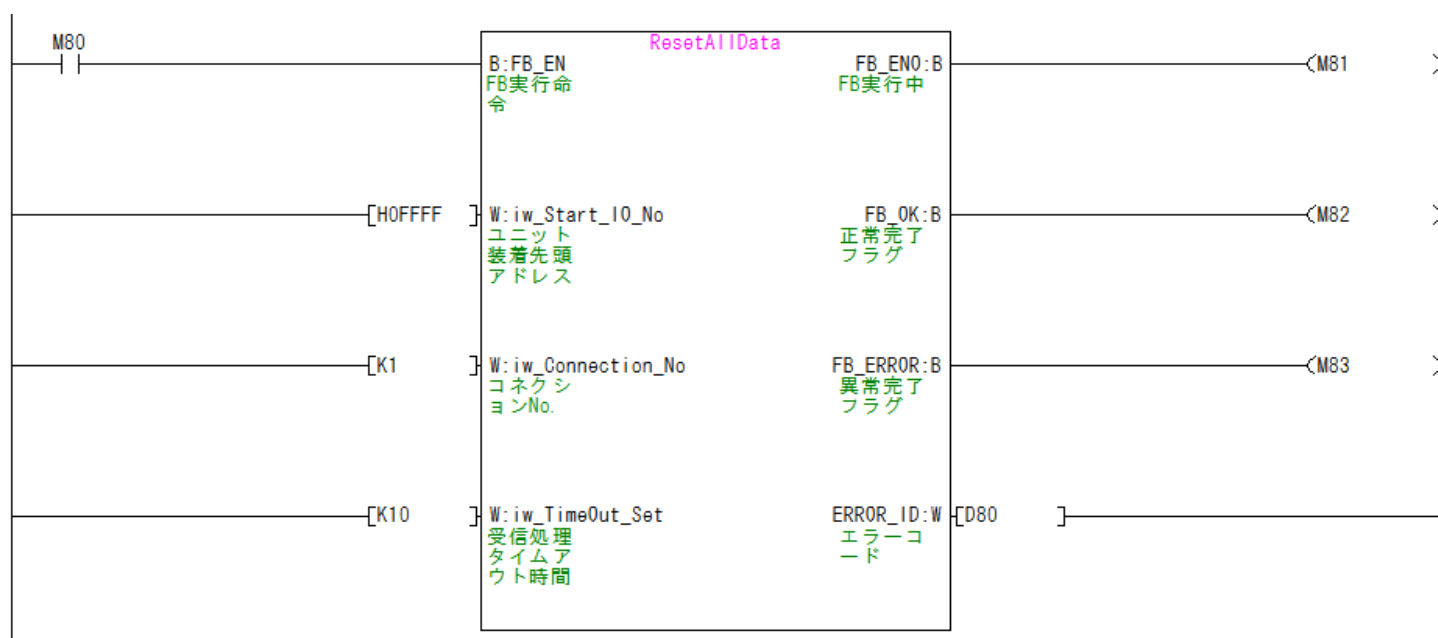 M80
ResetAllData
B:FB_EN
FB実行命
令
FB_ENO:B
FB実行中
M81
H0FFFF
W:iw_Start_IO_No
ユニット
装着先頭
アドレス
FB_OK:B
正常完了
フラグ
M82
K1
W:iw_Connection_No
コネクシ
ョンNo.
FB_ERROR:B
異常完了
フラグ
M83
K10
W:iw_TimeOut_Set
受信処理
タイムア
ウト時間
ERROR_ID:W
エラーコ
ード
D80